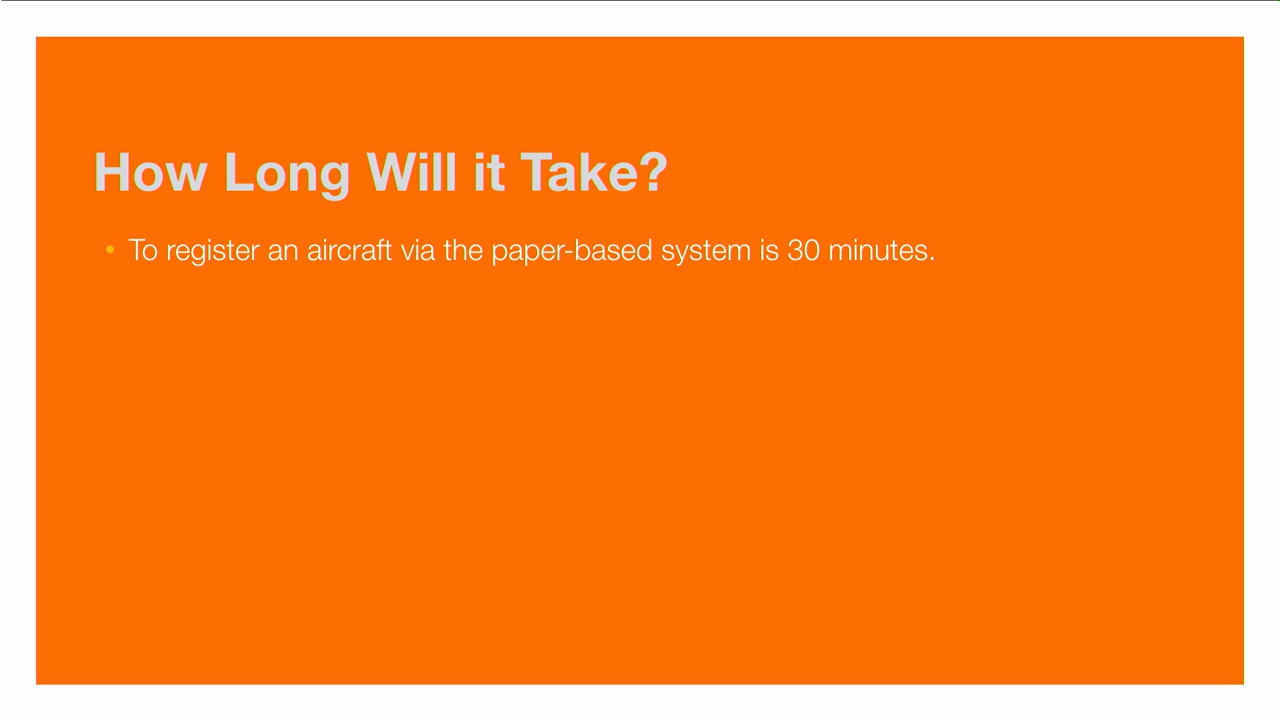 How Long Will it Take?
• To register an aircraft via the paper-based system is 30 minutes.